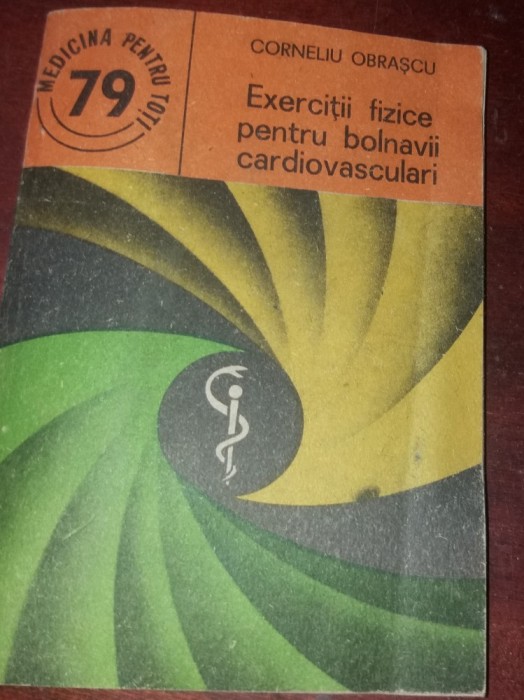 MEDICINA PENTRU TOȚI
79
CORNELIU OBRAȘCU
Exerciții fizice
pentru bolnavii
cardiovasculari